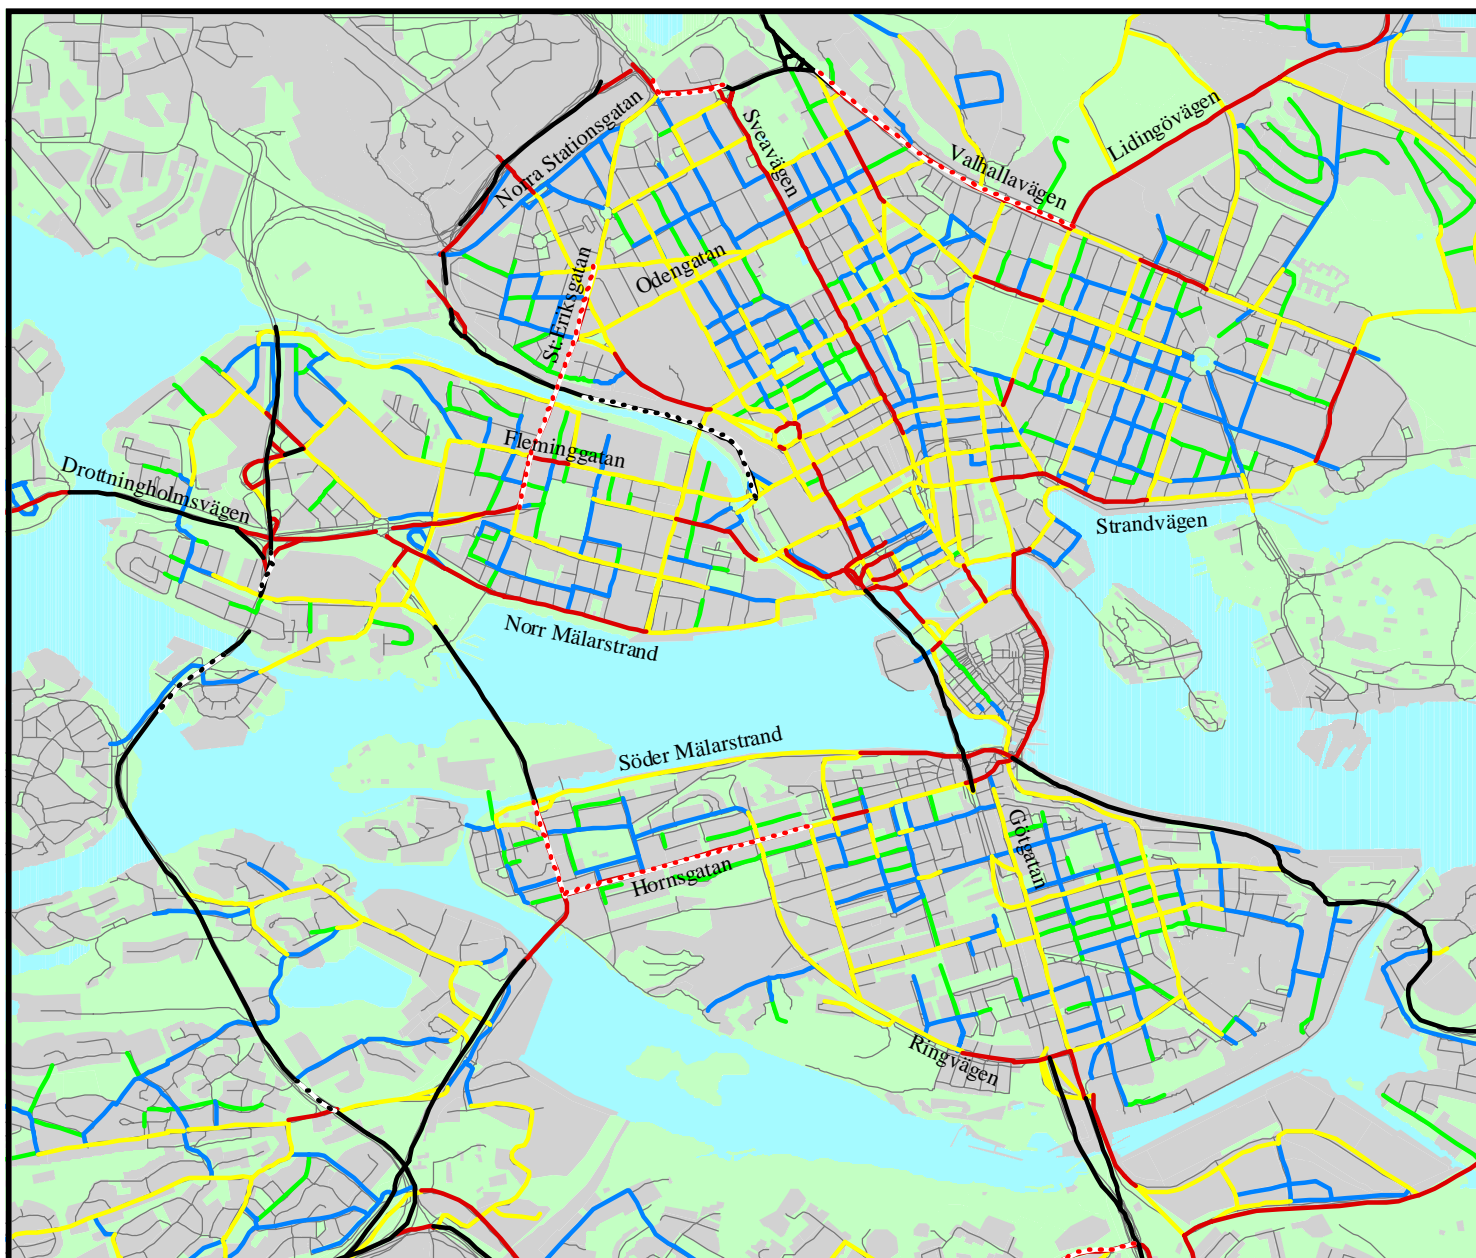 Norra Stationsgatan
Sveavägen
Lidingövägen
Valhallavägen
Odengatan
St:Eriksgatan
Fleminggatan
Drottningholmsvägen
Strandvägen
Norr Mälarstrand
Söder Mälarstrand
Götgatan
Hornsgatan
Ringvägen